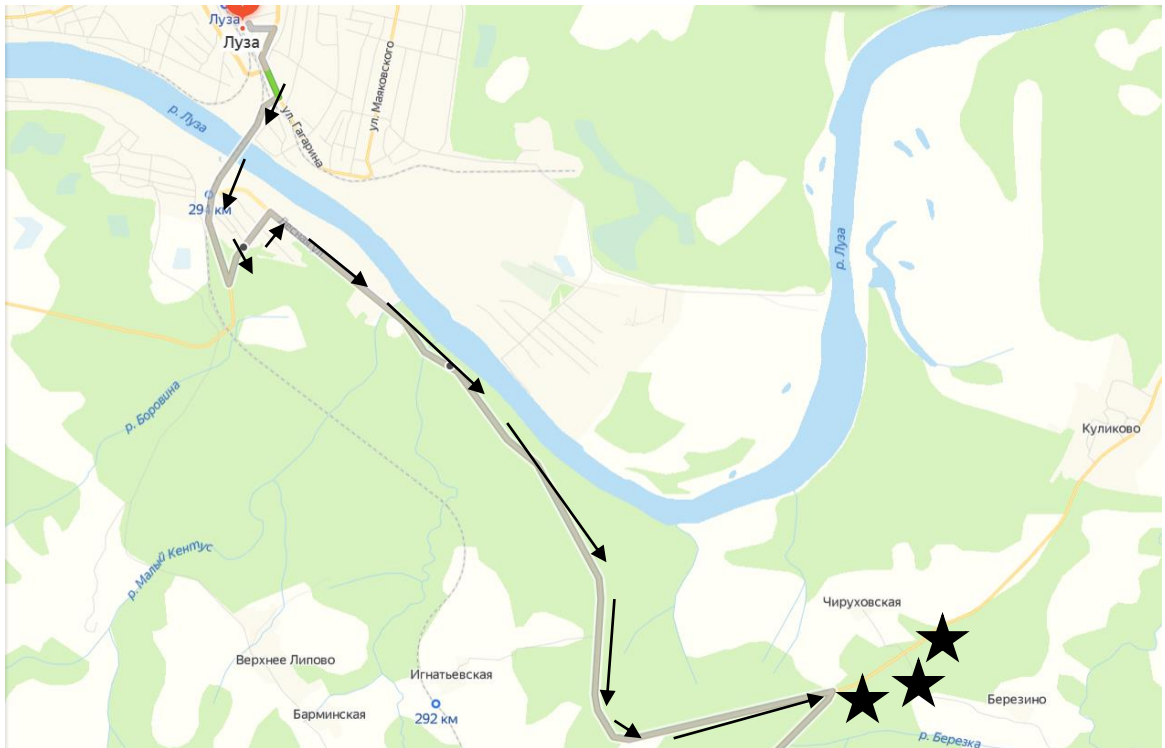 Луза
Луза
ул. Маяковского
р. Луза
ул. Гагарина
294 км
р. Луза
р. Боровина
Куликово
р. Малый Кентус
Чируховская
Верхнее Липово
Игнатьевская
Березино
Барминская
292 км
р. Березка